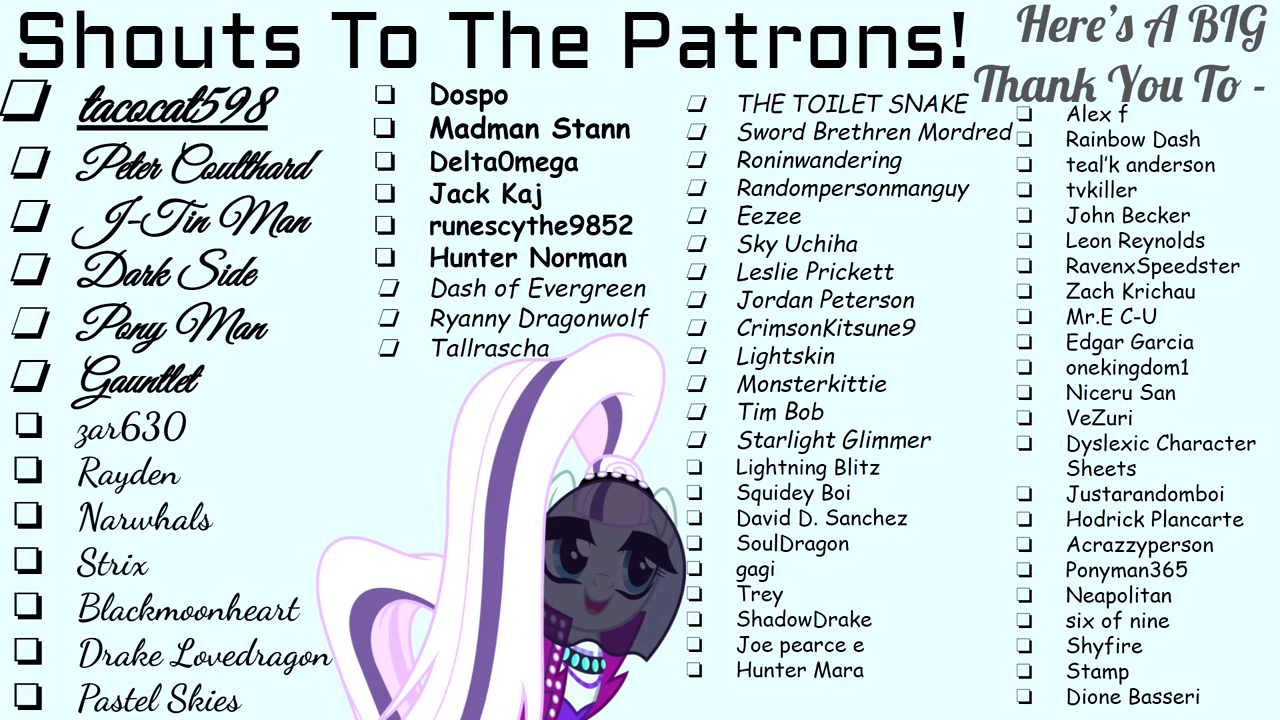 Shouts To The Patrons!
Here's A BIG
Thank You To -
tacocat598
Peter Coulthard
J-Tin Man
Dark Side
Pony Man
Gauntlet
zar630
Rayden
Narwhals
Strix
Blackmoonheart
Drake Lovedragon
Pastel Skies
Dospo
Madman Stann
Delta0mega
Jack Kaj
runescythe9852
Hunter Norman
Dash of Evergreen
Ryanny Dragonwolf
Tallrascha
THE TOILET SNAKE
Sword Brethren Mordred
Roninwandering
Randompersonmanguy
Eezee
Sky Uchiha
Leslie Prickett
Jordan Peterson
CrimsonKitsune9
Lightskin
Monsterkittie
Tim Bob
Starlight Glimmer
Lightning Blitz
Squidey Boi
David D. Sanchez
SoulDragon
gagi
Trey
ShadowDrake
Joe pearce e
Hunter Mara
Alex f
Rainbow Dash
teal'k anderson
tvkiller
John Becker
Leon Reynolds
RavenxSpeedster
Zach Krichau
Mr.E C-U
Edgar Garcia
onekingdom1
Niceru San
VeZuri
Dyslexic Character
Sheets
Justarandomboi
Hodrick Plancarte
Acrazzyperson
Ponyman365
Neapolitan
six of nine
Shyfire
Stamp
Dione Basseri